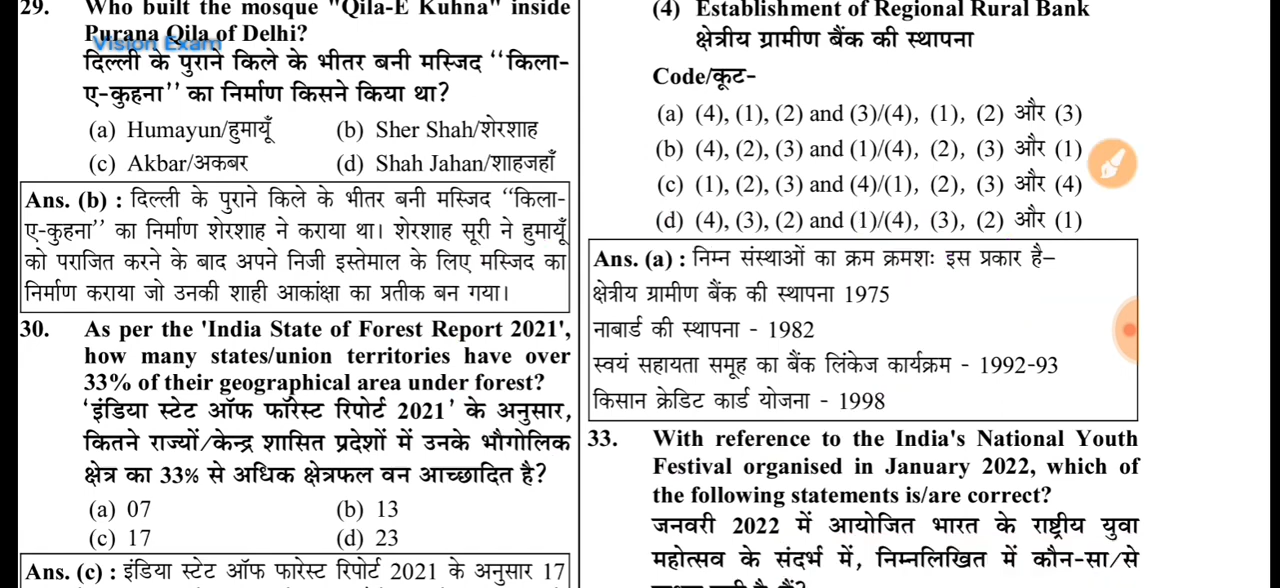 29. Who built the mosque "Qila-E Kuhna" inside
Purana Qila of Delhi?
Vision Exam
दिल्ली के पुराने किले के भीतर बनी मस्जिद ‘‘किला-
ए-कुहना’’ का निर्माण किसने किया था?
(a) Humayun/हुमायूँ (b) Sher Shah/शेरशाह
(c) Akbar/अकबर (d) Shah Jahan/शाहजहाँ
Ans. (b) : दिल्ली के पुराने किले के भीतर बनी मस्जिद ‘‘किला-
ए-कुहना’’ का निर्माण शेरशाह ने कराया था। शेरशाह सूरी ने हुमायूँ
को पराजित करने के बाद अपने निजी इस्तेमाल के लिए मस्जिद का
निर्माण कराया जो उनकी शाही आकांक्षा का प्रतीक बन गया।
30. As per the 'India State of Forest Report 2021',
how many states/union territories have over
33% of their geographical area under forest?
‘इंडिया स्टेट ऑफ फॉरेस्ट रिपोर्ट 2021’ के अनुसार,
कितने राज्यों/केन्द्र शासित प्रदेशों में उनके भौगोलिक
क्षेत्र का 33% से अधिक क्षेत्रफल वन आच्छादित है?
(a) 07 (b) 13
(c) 17 (d) 23
Ans. (c) : इंडिया स्टेट ऑफ फॉरेस्ट रिपोर्ट 2021 के अनुसार 17
(4) Establishment of Regional Rural Bank
क्षेत्रीय ग्रामीण बैंक की स्थापना
Code/कूट-
(a) (4), (1), (2) and (3)/(4), (1), (2) और (3)
(b) (4), (2), (3) and (1)/(4), (2), (3) और (1)
(c) (1), (2), (3) and (4)/(1), (2), (3) और (4)
(d) (4), (3), (2) and (1)/(4), (3), (2) और (1)
Ans. (a) : निम्न संस्थाओं का क्रम क्रमशः इस प्रकार है–
क्षेत्रीय ग्रामीण बैंक की स्थापना 1975
नाबार्ड की स्थापना - 1982
स्वयं सहायता समूह का बैंक लिंकेज कार्यक्रम - 1992-93
किसान क्रेडिट कार्ड योजना - 1998
33. With reference to the India's National Youth
Festival organised in January 2022, which of
the following statements is/are correct?
जनवरी 2022 में आयोजित भारत के राष्ट्रीय युवा
महोत्सव के संदर्भ में, निम्नलिखित में कौन-सा/से